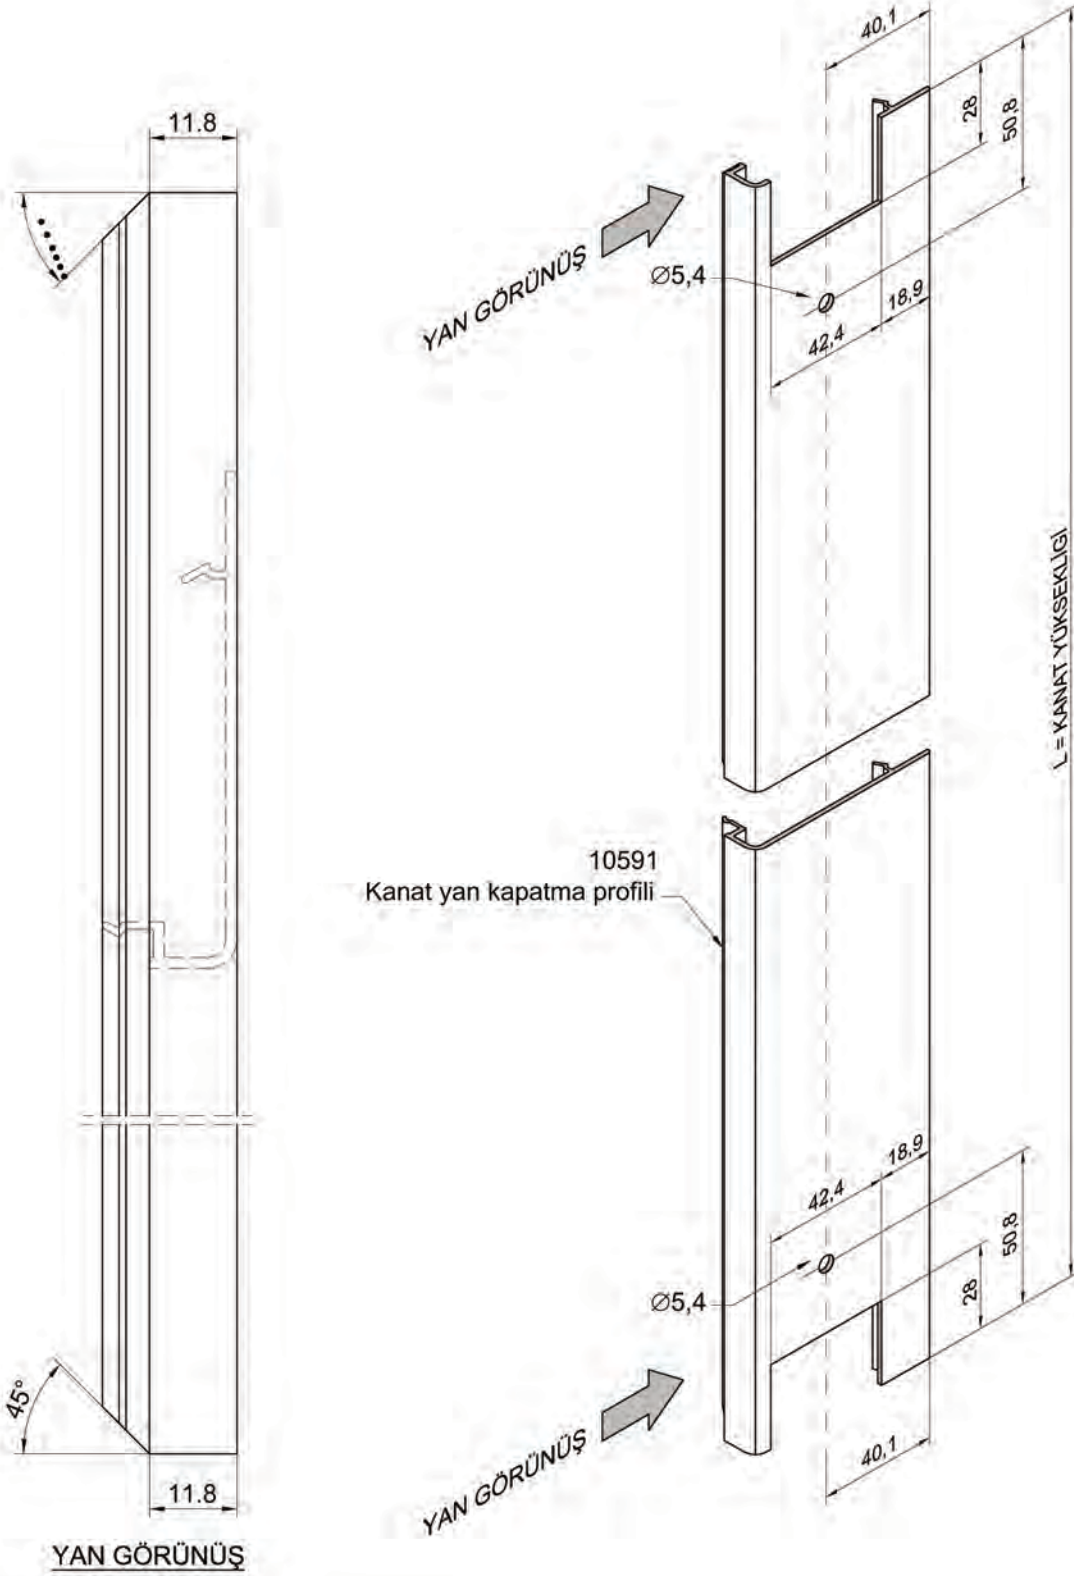 40,1
11.8
28
50,8
YAN GÖRÜNÜŞ
Ø5,4
18,9
42,4
L = KANAT YÜKSEKLIGI
10591
Kanat yan kapatma profili
18,9
42,4
50,8
28
Ø5,4
45°
40,1
YAN GÖRÜNÜŞ
11.8
YAN GÖRÜNÜŞ